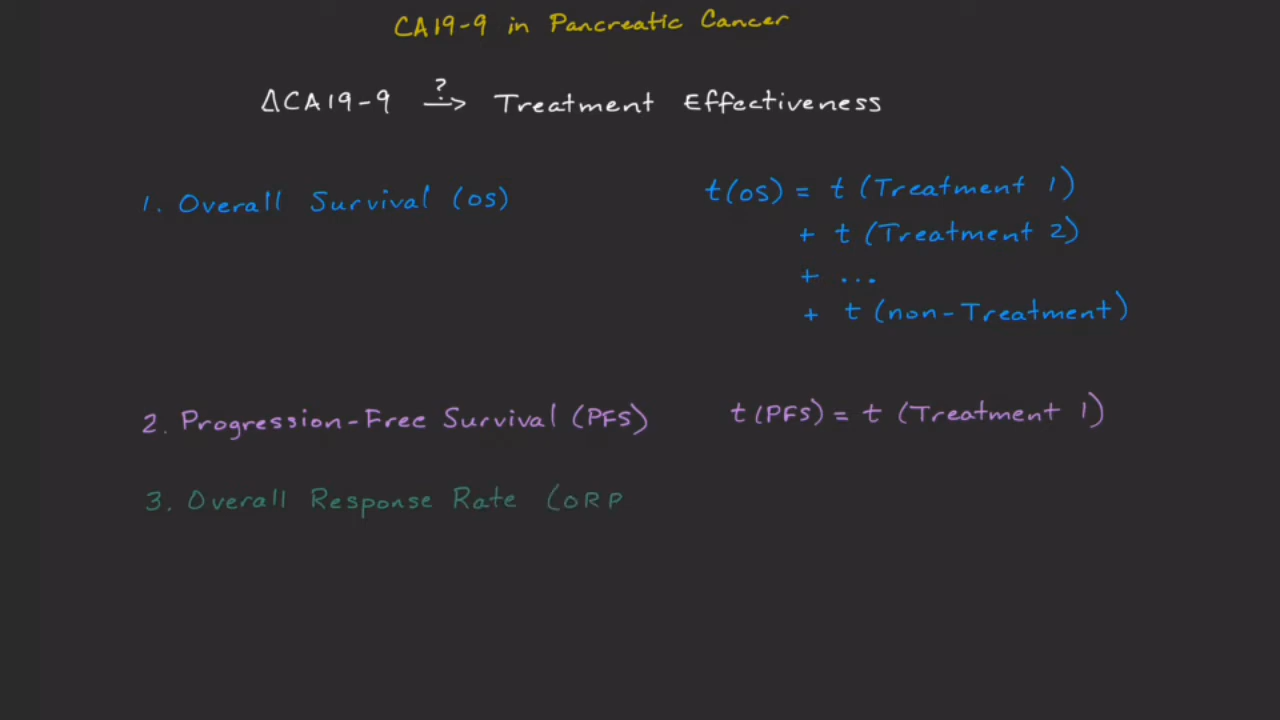 CA19-9 in Pancreatic Cancer
?
ΔCA19-9 → Treatment Effectiveness
1. Overall Survival (OS)
t(OS) = t (Treatment 1)
+ t (Treatment 2)
+ ...
+ t (non-Treatment)
2. Progression-Free Survival (PFS)
t(PFS) = t (Treatment 1)
3. Overall Response Rate (ORP